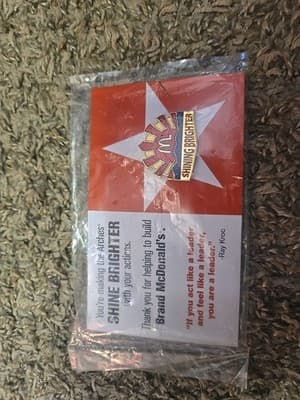 SHINING BRIGHTER
You're making the Arches
SHINE BRIGHTER
with your actions.
Thank you for helping to build
Brand McDonald's®.
"If you act like a leader
and feel like a leader,
you are a leader."
-Ray Kroc